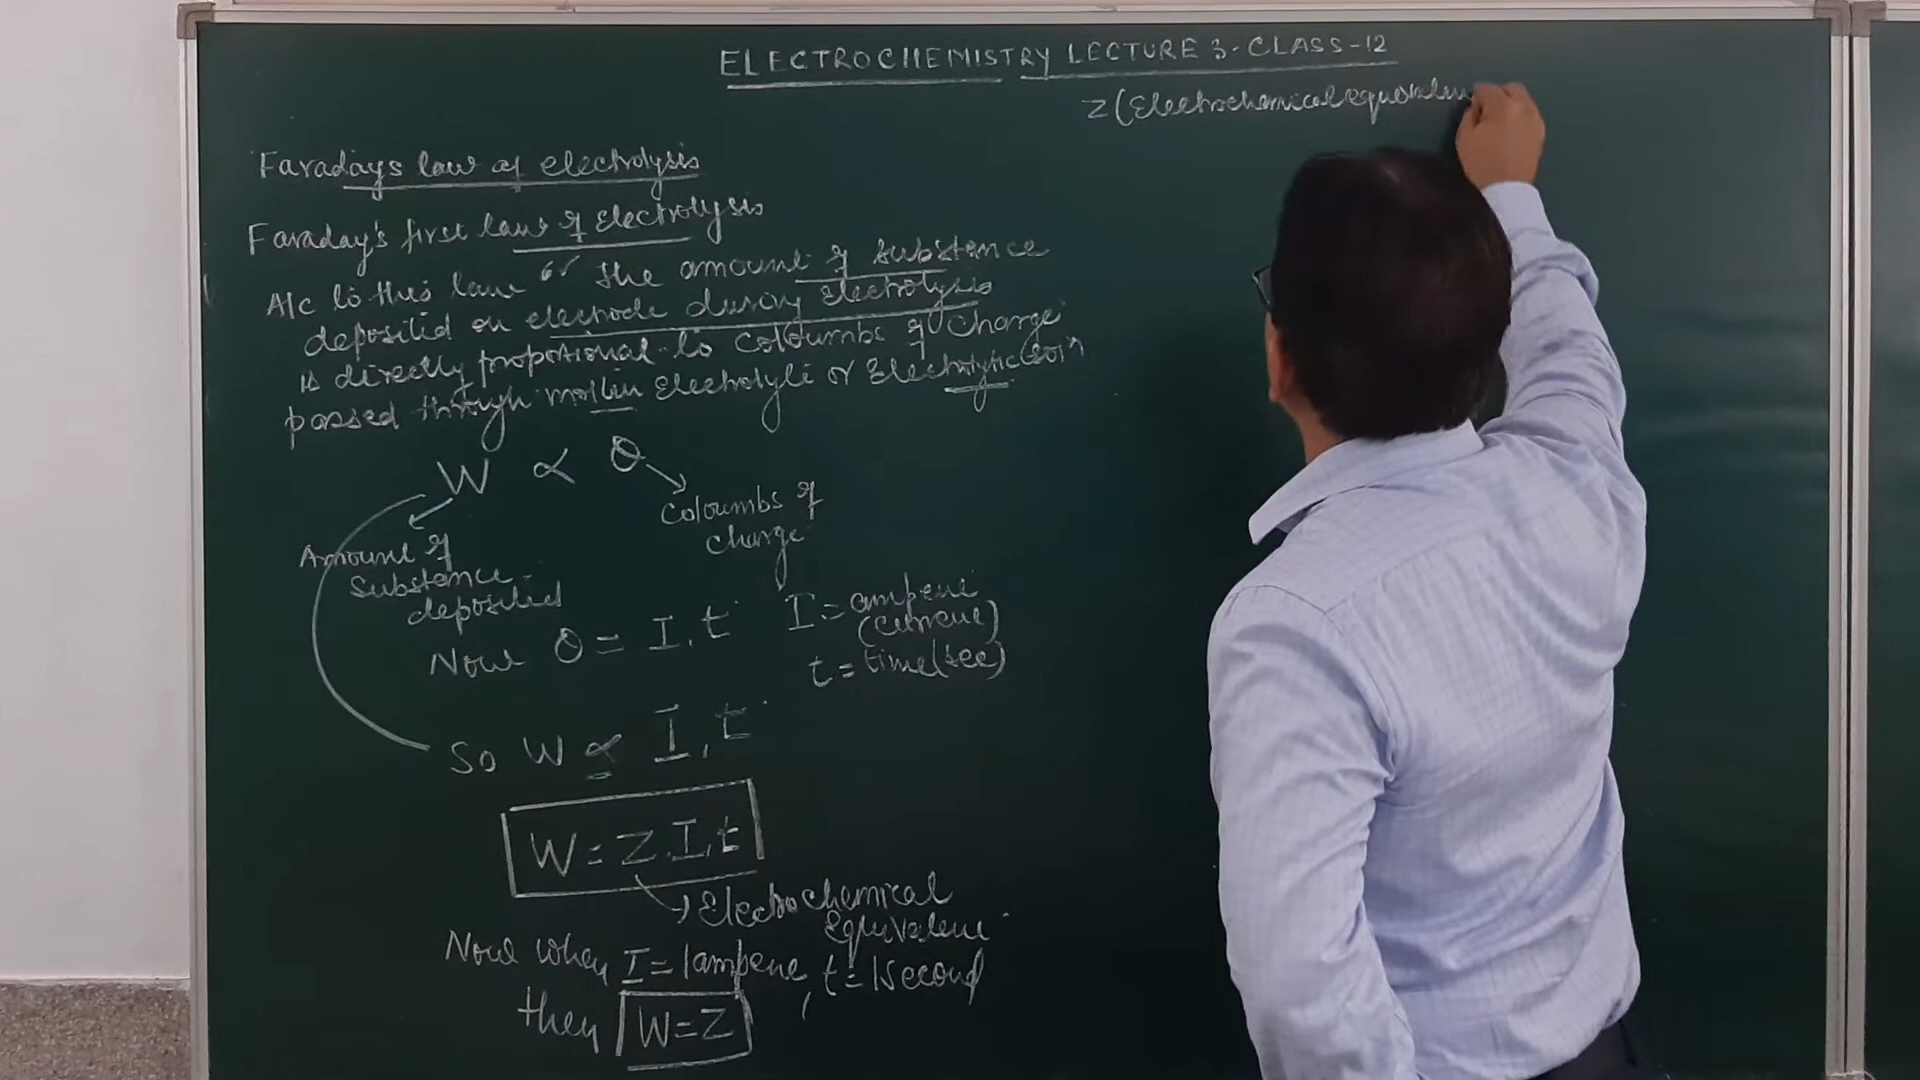 ELECTROCHEMISTRY LECTURE 3-CLASS-12
Z (Electrochemical equivalen
Faradays law of electrolysis
Faraday's first law of Electrolysis
A/c to this law "the amount of substance
deposited on electrode during electrolysis
is directly proportional to Coloumbs of Charge
passed through molten Electrolyte or Electrolytic soln
W ∝ Q
Coloumbs of
charge
Amount of
Substance
deposited
Now Q = I.t
I = ampere
(current)
t = time (sec)
So W ∝ I.t
W = Z.I.t
Electrochemical
Equivalent
Now when I = 1 ampere, t = 1 second
then W = Z